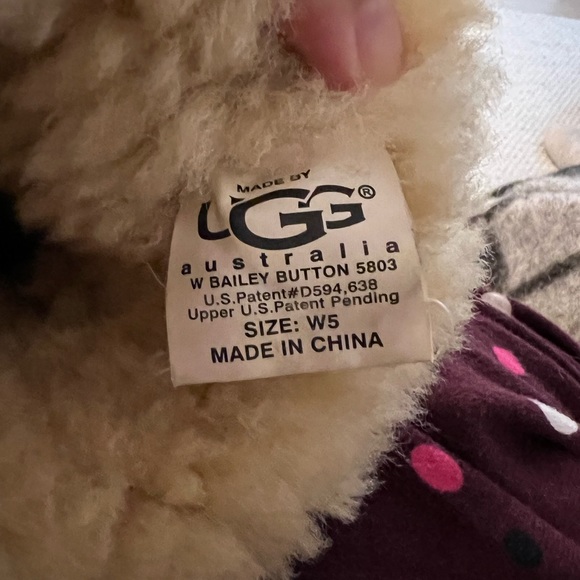 MADE BY
UGG®
australia
W BAILEY BUTTON 5803
U.S.Patent#D594,638
Upper U.S.Patent Pending
SIZE: W5
MADE IN CHINA